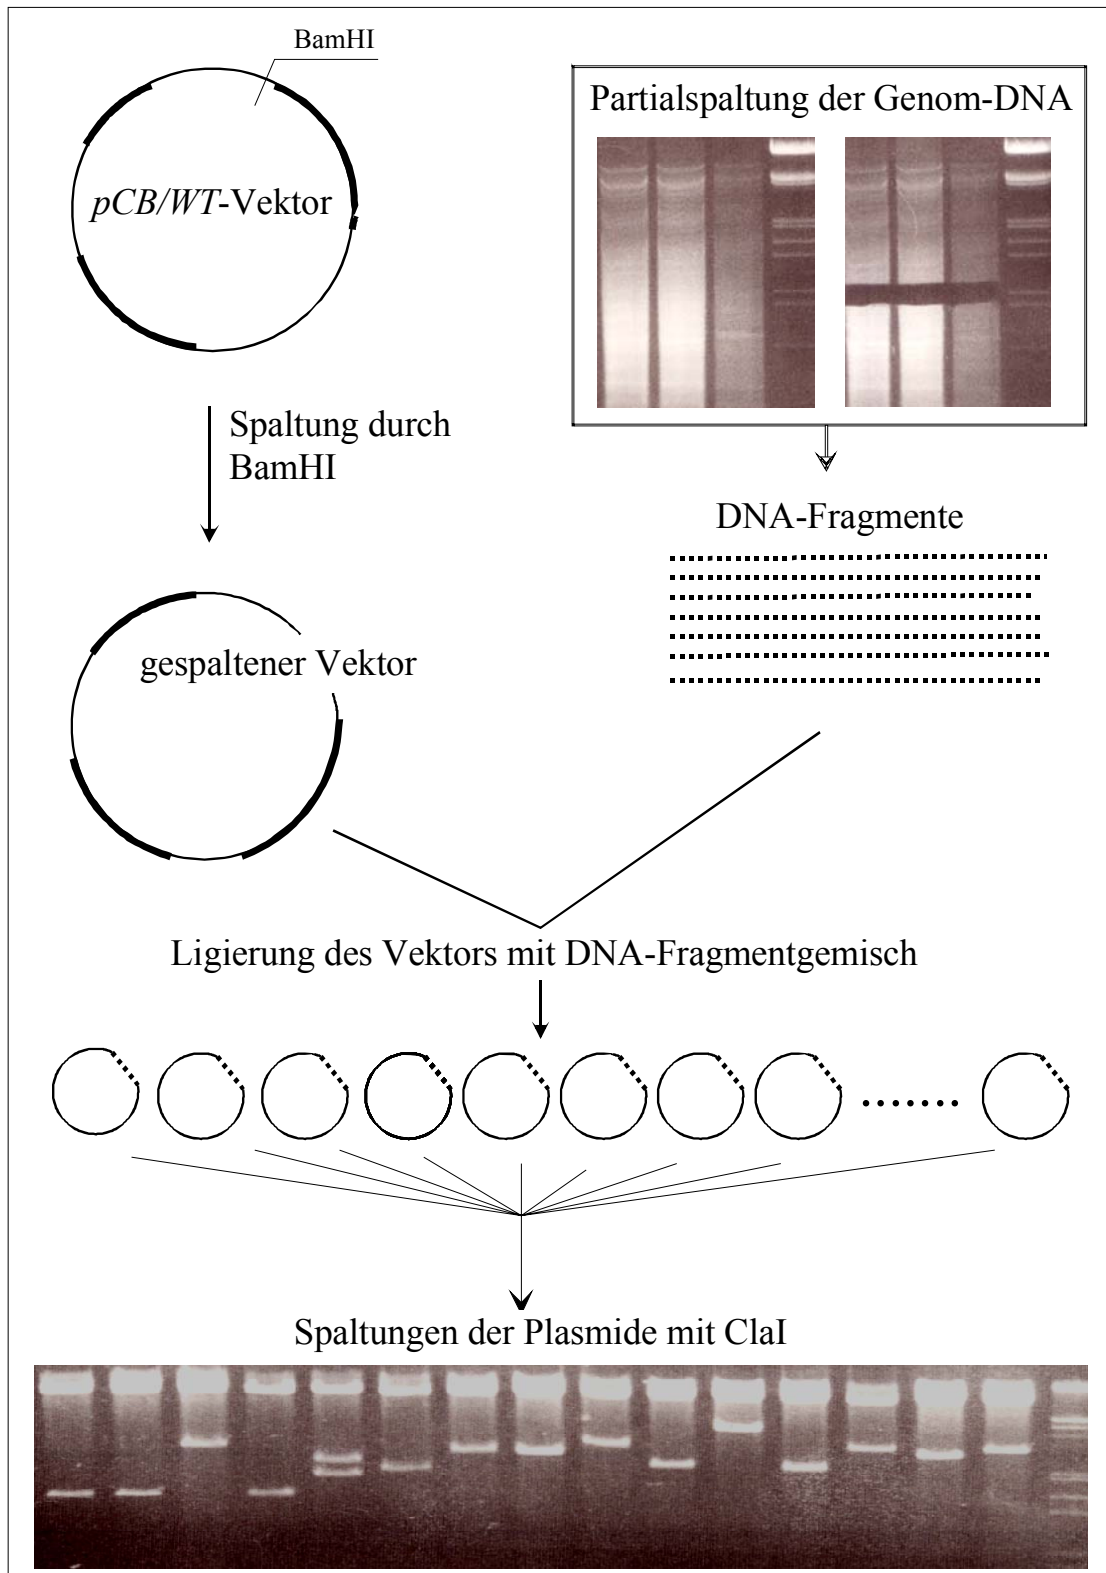 BamHI
pCB/WT-Vektor
Partialspaltung der Genom-DNA
Spaltung durch
BamHI
DNA-Fragmente
gespaltener Vektor
Ligierung des Vektors mit DNA-Fragmentgemisch
Spaltungen der Plasmide mit ClaI